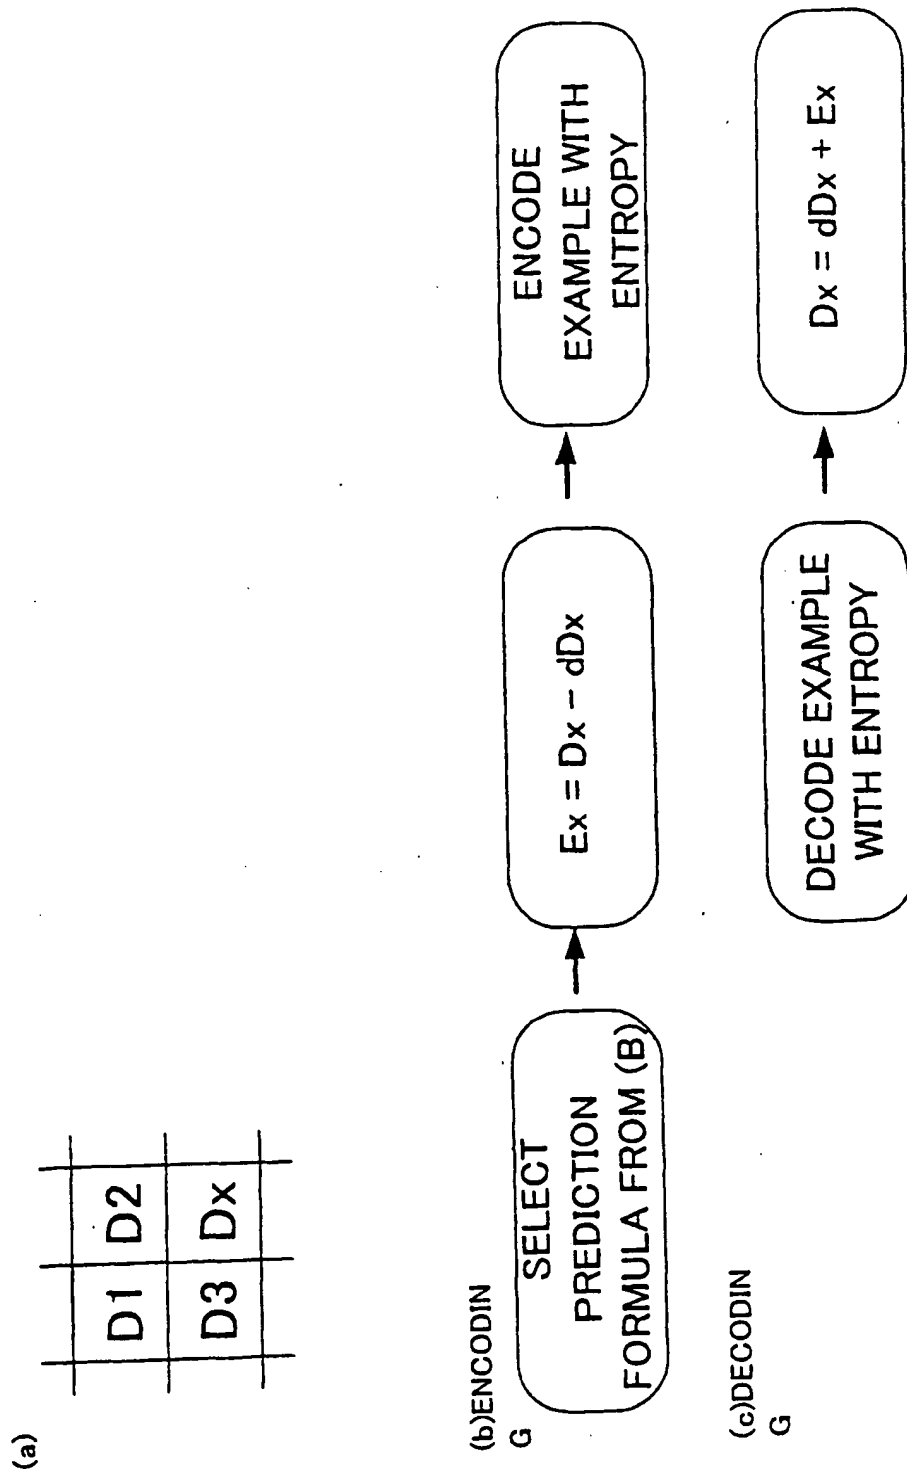 (a)
D1 D2
D3 Dx
(b)ENCODIN
G
SELECT
PREDICTION
FORMULA FROM (B)
Ex = Dx − dDx
ENCODE
EXAMPLE WITH
ENTROPY
(c)DECODIN
G
DECODE EXAMPLE
WITH ENTROPY
Dx = dDx + Ex